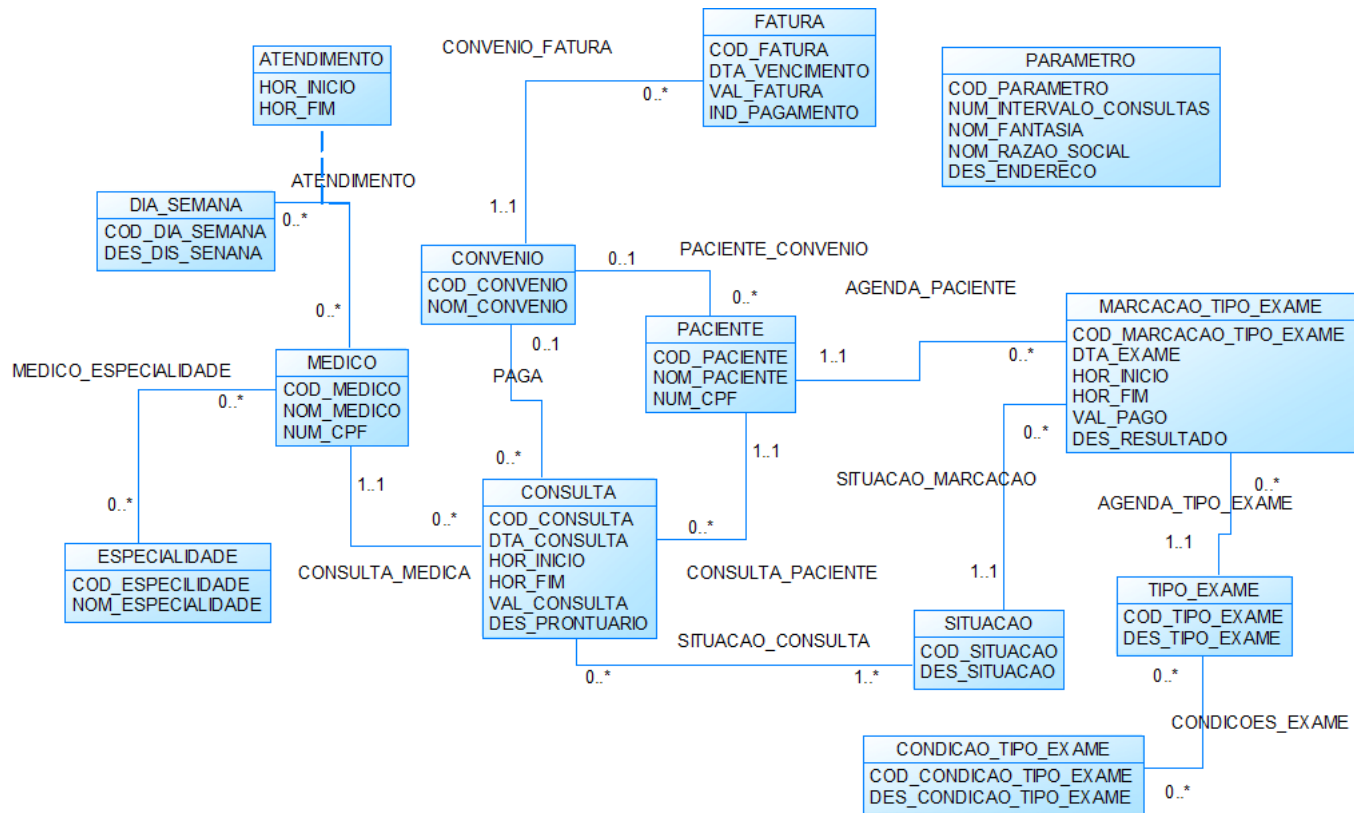 FATURA
COD_FATURA
DTA_VENCIMENTO
VAL_FATURA
IND_PAGAMENTO
CONVENIO_FATURA
0..*
1..1
ATENDIMENTO
HOR_INICIO
HOR_FIM
PARAMETRO
COD_PARAMETRO
NUM_INTERVALO_CONSULTAS
NOM_FANTASIA
NOM_RAZAO_SOCIAL
DES_ENDERECO
ATENDIMENTO
DIA_SEMANA
COD_DIA_SEMANA
DES_DIS_SENANA
0..*
0..*
CONVENIO
COD_CONVENIO
NOM_CONVENIO
0..1
PACIENTE_CONVENIO
0..*
AGENDA_PACIENTE
MARCACAO_TIPO_EXAME
COD_MARCACAO_TIPO_EXAME
DTA_EXAME
HOR_INICIO
HOR_FIM
VAL_PAGO
DES_RESULTADO
PACIENTE
COD_PACIENTE
NOM_PACIENTE
NUM_CPF
1..1
0..*
0..1
PAGA
0..*
MEDICO
COD_MEDICO
NOM_MEDICO
NUM_CPF
MEDICO_ESPECIALIDADE
0..*
0..*
1..1
0..*
1..1
0..*
0..*
SITUACAO_MARCACAO
1..1
0..*
AGENDA_TIPO_EXAME
1..1
CONSULTA
COD_CONSULTA
DTA_CONSULTA
HOR_INICIO
HOR_FIM
VAL_CONSULTA
DES_PRONTUARIO
ESPECIALIDADE
COD_ESPECILIDADE
NOM_ESPECIALIDADE
CONSULTA_MEDICA
CONSULTA_PACIENTE
TIPO_EXAME
COD_TIPO_EXAME
DES_TIPO_EXAME
SITUACAO
COD_SITUACAO
DES_SITUACAO
SITUACAO_CONSULTA
0..*
1..*
0..*
CONDICOES_EXAME
CONDICAO_TIPO_EXAME
COD_CONDICAO_TIPO_EXAME
DES_CONDICAO_TIPO_EXAME
0..*